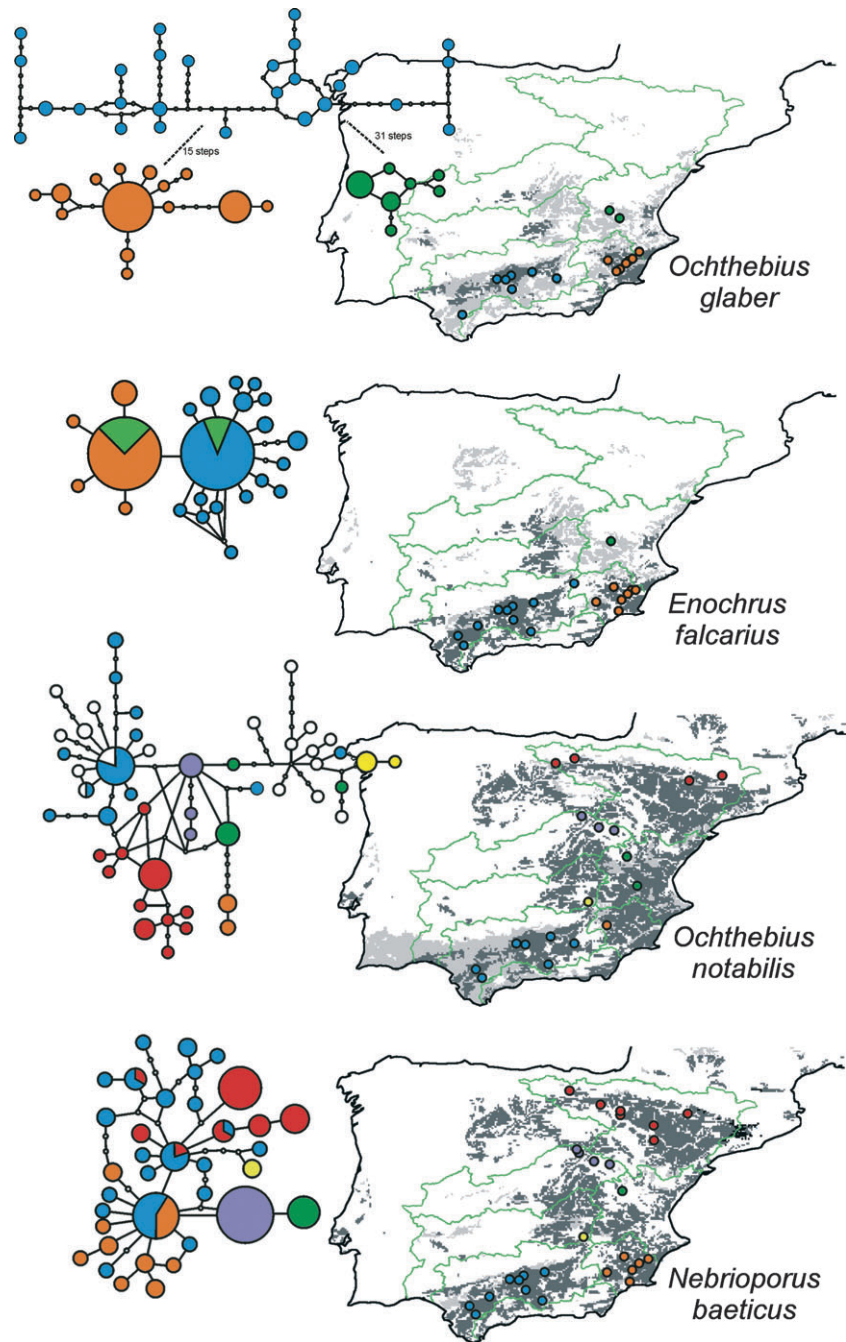 31 steps
15 steps
Ochthebius
glaber
Enochrus
falcarius
Ochthebius
notabilis
Nebrioporus
baeticus